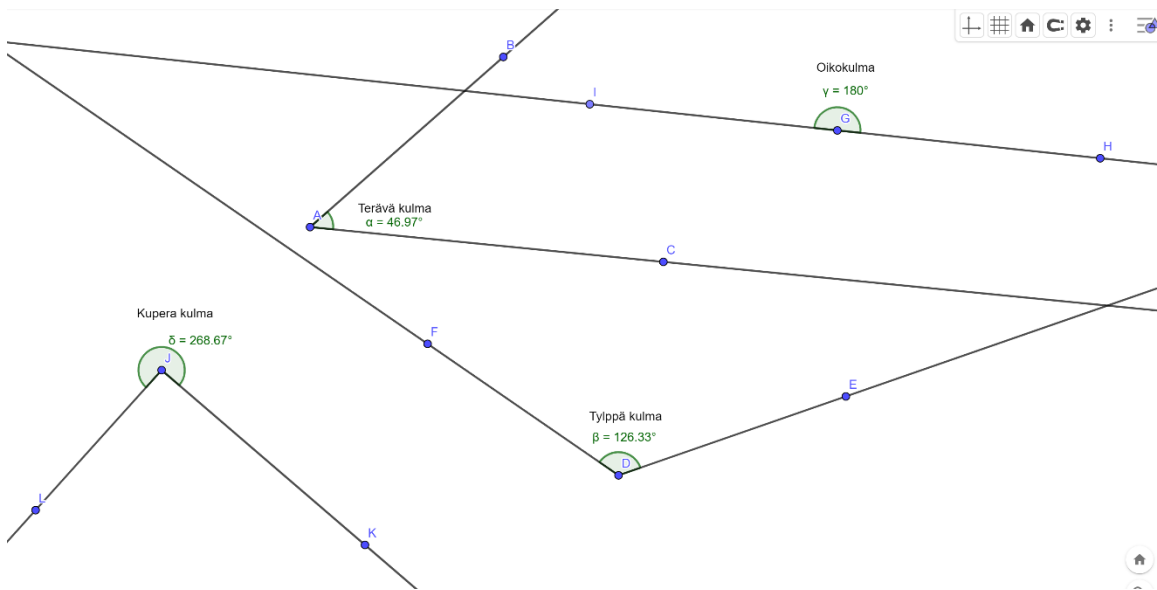 B
Oikokulma
γ = 180°
I
G
H
Terävä kulma
A
α = 46.97°
C
Kupera kulma
δ = 268.67°
J
F
E
Tylppä kulma
β = 126.33°
D
L
K